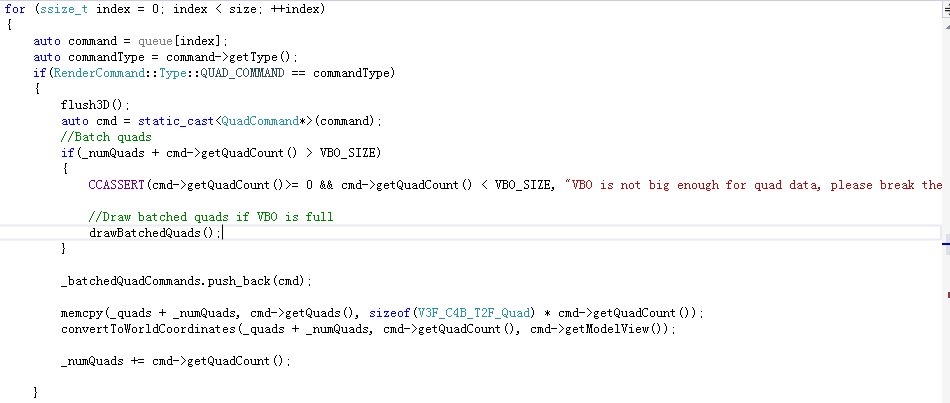 for (ssize_t index = 0; index < size; ++index)
{
    auto command = queue[index];
    auto commandType = command->getType();
    if(RenderCommand::Type::QUAD_COMMAND == commandType)
    {
        flush3D();
        auto cmd = static_cast<QuadCommand*>(command);
        //Batch quads
        if(_numQuads + cmd->getQuadCount() > VBO_SIZE)
        {
            CCASSERT(cmd->getQuadCount()>= 0 && cmd->getQuadCount() < VBO_SIZE, "VBO is not big enough for quad data, please break the
            //Draw batched quads if VBO is full
            drawBatchedQuads();
        }
        _batchedQuadCommands.push_back(cmd);
        memcpy(_quads + _numQuads, cmd->getQuads(), sizeof(V3F_C4B_T2F_Quad) * cmd->getQuadCount());
        convertToWorldCoordinates(_quads + _numQuads, cmd->getQuadCount(), cmd->getModelView());
        _numQuads += cmd->getQuadCount();
    }